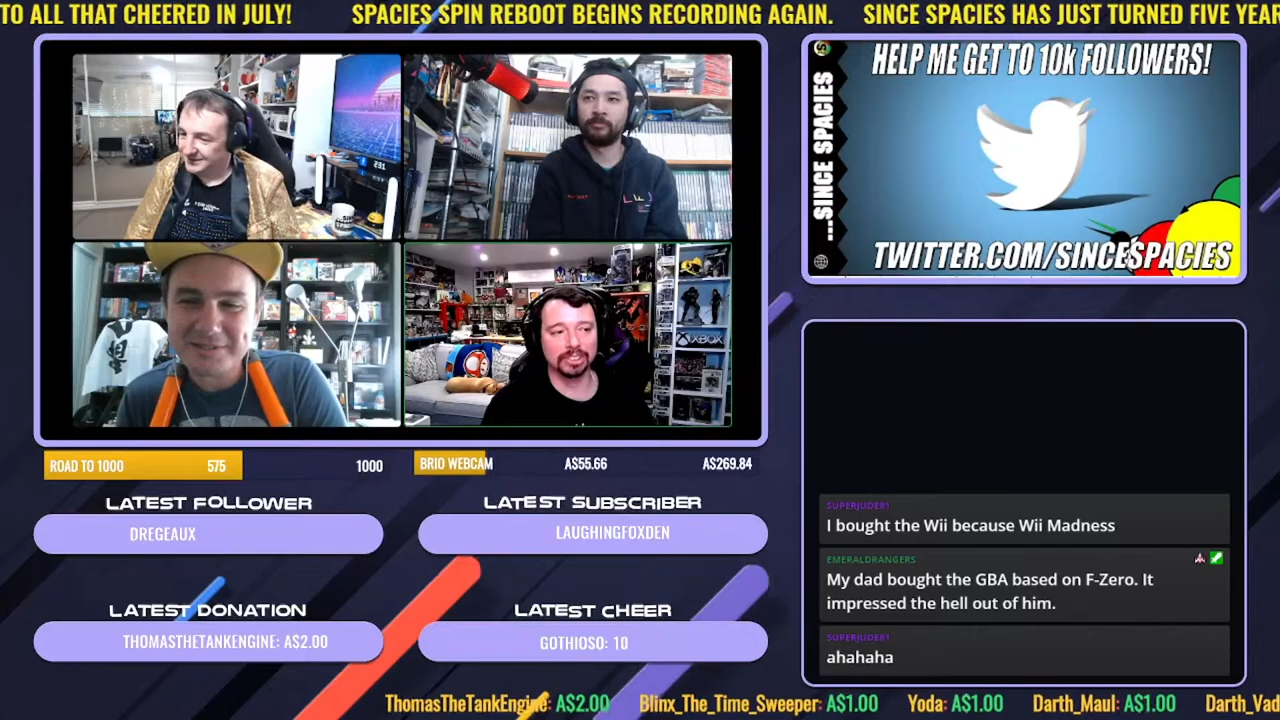 TO ALL THAT CHEERED IN JULY! SPACIES SPIN REBOOT BEGINS RECORDING AGAIN. SINCE SPACIES HAS JUST TURNED FIVE YEAR
HELP ME GET TO 10K FOLLOWERS!
...SINCE SPACIES
TWITTER.COM/SINCESPACIES
XBOX
ROAD TO 1000 575 1000
BRIO WEBCAM A$55.66 A$269.84
LATEST FOLLOWER
DREGEAUX
LATEST SUBSCRIBER
LAUGHINGFOXDEN
LATEST DONATION
THOMASTHETANKENGINE: A$2.00
LATEST CHEER
GOTHIOSO: 10
SUPERJUDE81
I bought the Wii because Wii Madness
EMERALDRANGERS
My dad bought the GBA based on F-Zero. It
impressed the hell out of him.
SUPERJUDE81
ahahaha
ThomasTheTankEngine: A$2.00 Blinx_The_Time_Sweeper: A$1.00 Yoda: A$1.00 Darth_Maul: A$1.00 Darth_Vad